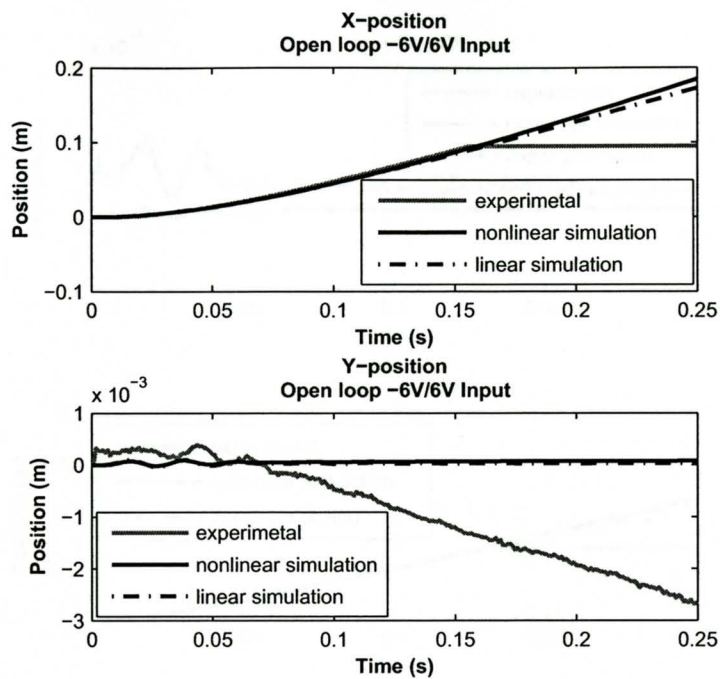 X−position
Open loop −6V/6V Input
Position (m)
0.2
0.1
0
−0.1
experimetal
nonlinear simulation
linear simulation
0 0.05 0.1 0.15 0.2 0.25
Time (s)
Y−position
Open loop −6V/6V Input
x 10−3
Position (m)
1
0
−1
−2
−3
experimetal
nonlinear simulation
linear simulation
0 0.05 0.1 0.15 0.2 0.25
Time (s)